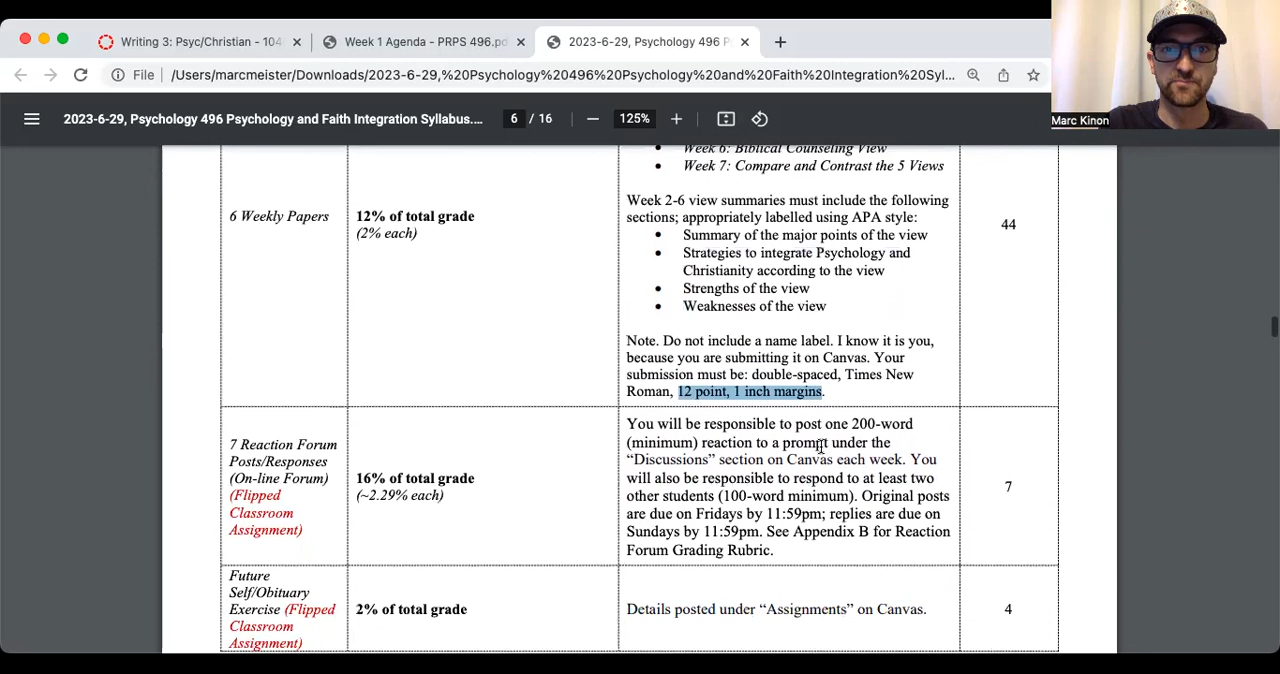 Writing 3: Psyc/Christian - 104
Week 1 Agenda - PRPS 496.pd
2023-6-29, Psychology 496 P
File
/Users/marcmeister/Downloads/2023-6-29,%20Psychology%20496%20Psychology%20and%20Faith%20Integration%20Syl...
Marc Kinon
2023-6-29, Psychology 496 Psychology and Faith Integration Syllabus....
6 / 16
125%
• Week 6: Biblical Counseling View
• Week 7: Compare and Contrast the 5 Views
6 Weekly Papers
12% of total grade
(2% each)
Week 2-6 view summaries must include the following
sections; appropriately labelled using APA style:
• Summary of the major points of the view
• Strategies to integrate Psychology and
Christianity according to the view
• Strengths of the view
• Weaknesses of the view
Note. Do not include a name label. I know it is you,
because you are submitting it on Canvas. Your
submission must be: double-spaced, Times New
Roman, 12 point, 1 inch margins.
44
7 Reaction Forum
Posts/Responses
(On-line Forum)
(Flipped
Classroom
Assignment)
16% of total grade
(~2.29% each)
You will be responsible to post one 200-word
(minimum) reaction to a prompt under the
“Discussions” section on Canvas each week. You
will also be responsible to respond to at least two
other students (100-word minimum). Original posts
are due on Fridays by 11:59pm; replies are due on
Sundays by 11:59pm. See Appendix B for Reaction
Forum Grading Rubric.
7
Future
Self/Obituary
Exercise (Flipped
Classroom
Assignment)
2% of total grade
Details posted under “Assignments” on Canvas.
4